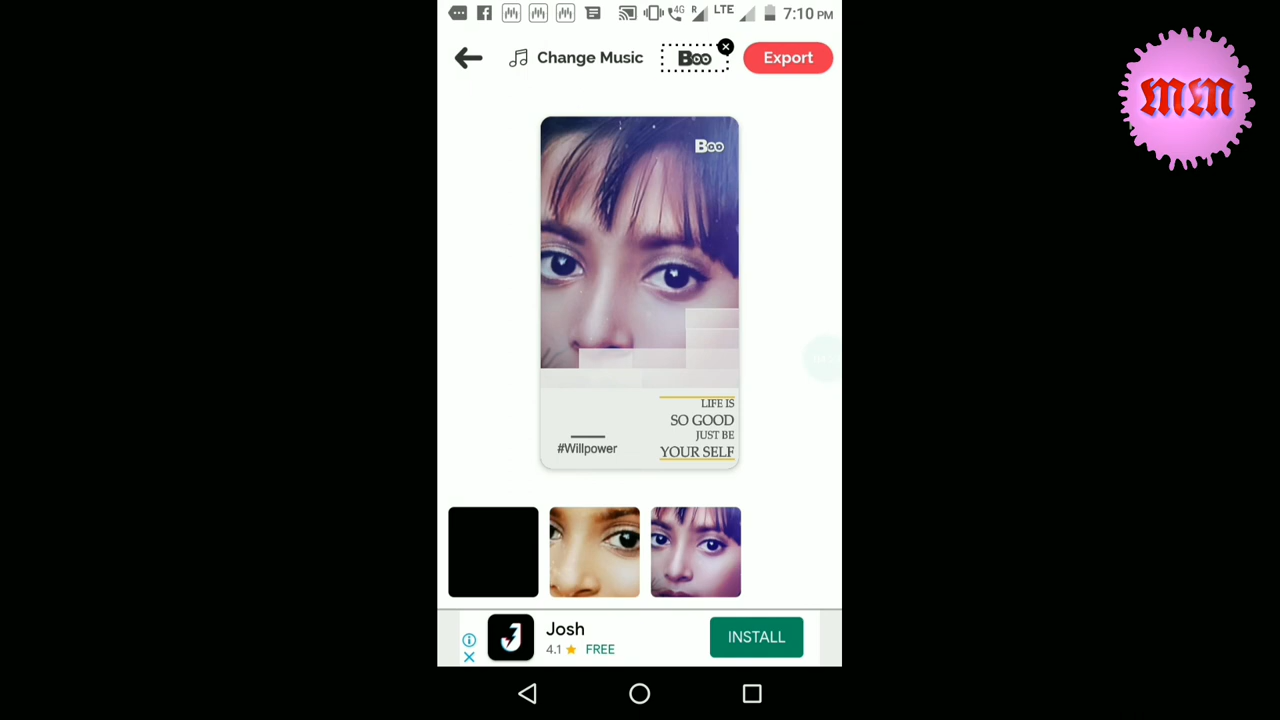 4G R LTE 7:10 PM
Change Music Boo Export
Boo
LIFE IS
SO GOOD
JUST BE
YOUR SELF
#Willpower
Josh
4.1 FREE
INSTALL
MM